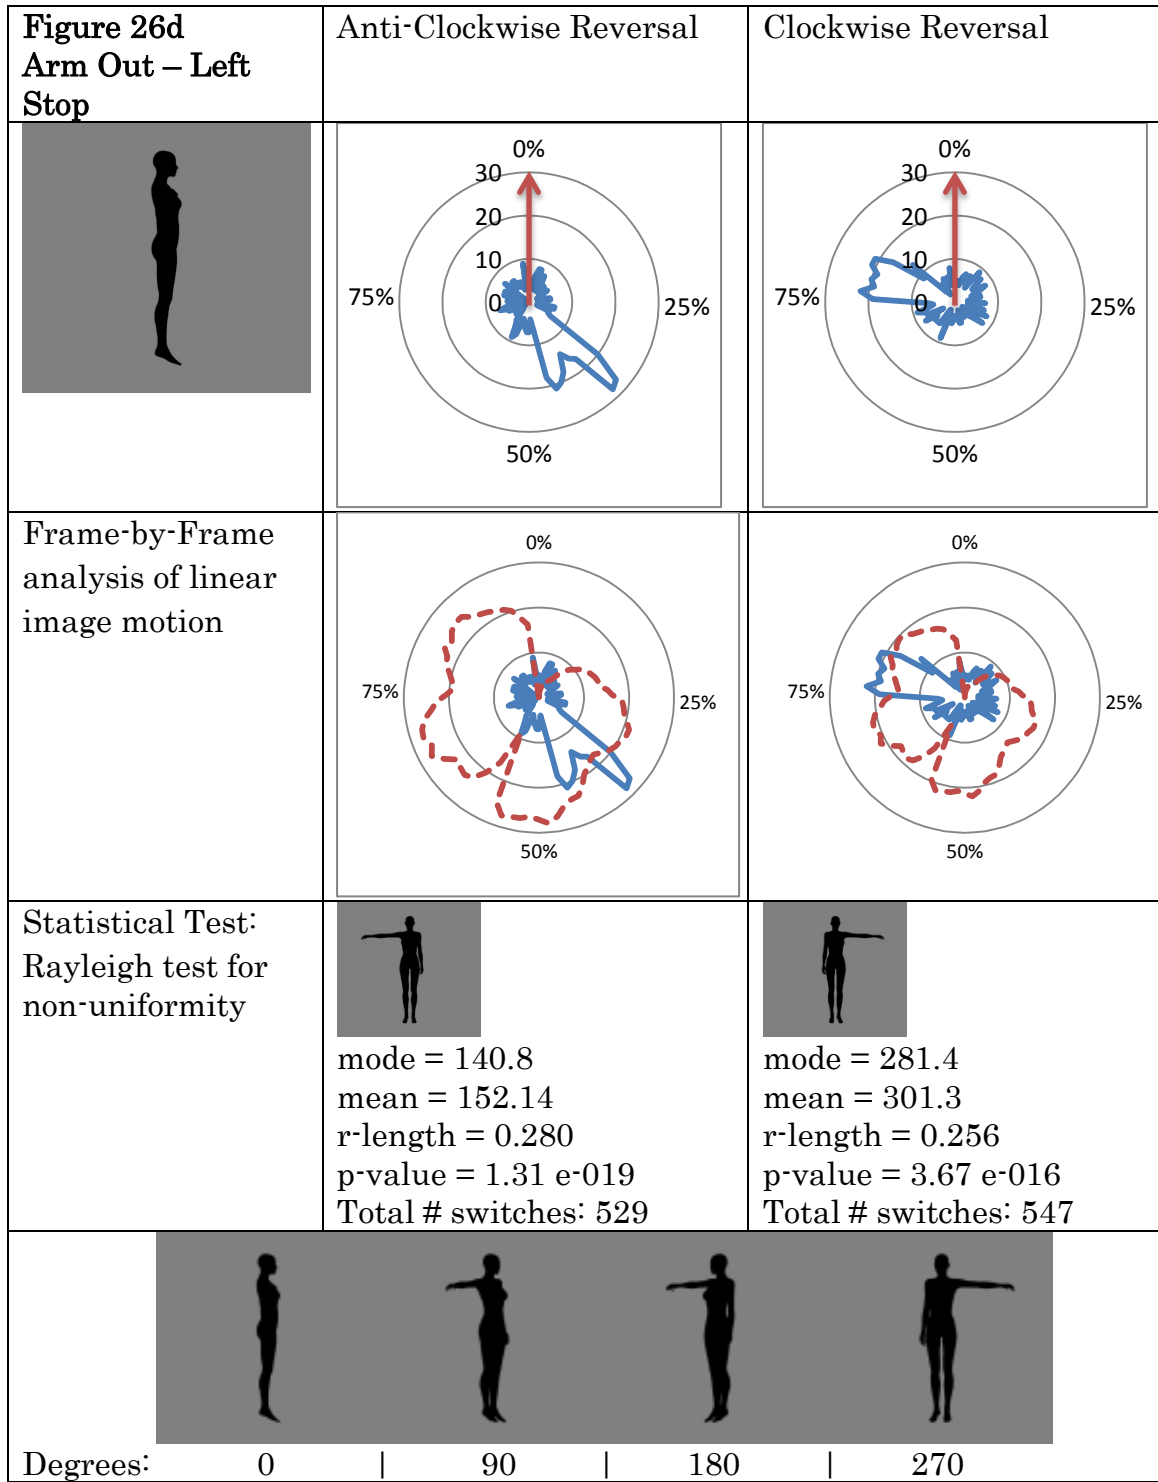 Figure 26d
Arm Out – Left
Stop
Anti-Clockwise Reversal
Clockwise Reversal
0%
30
20
10
0
75%
25%
50%
0%
30
20
10
0
75%
25%
50%
Frame-by-Frame
analysis of linear
image motion
0%
75%
25%
50%
0%
75%
25%
50%
Statistical Test:
Rayleigh test for
non-uniformity
mode = 140.8
mean = 152.14
r-length = 0.280
p-value = 1.31 e-019
Total # switches: 529
mode = 281.4
mean = 301.3
r-length = 0.256
p-value = 3.67 e-016
Total # switches: 547
Degrees: 0 | 90 | 180 | 270